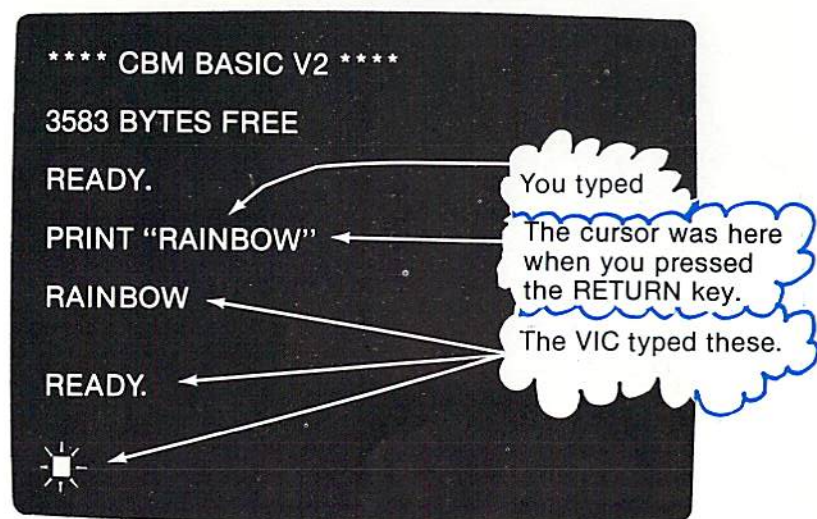 **** CBM BASIC V2 ****
3583 BYTES FREE
READY.
You typed
PRINT “RAINBOW”
The cursor was here
when you pressed
the RETURN key.
RAINBOW
The VIC typed these.
READY.